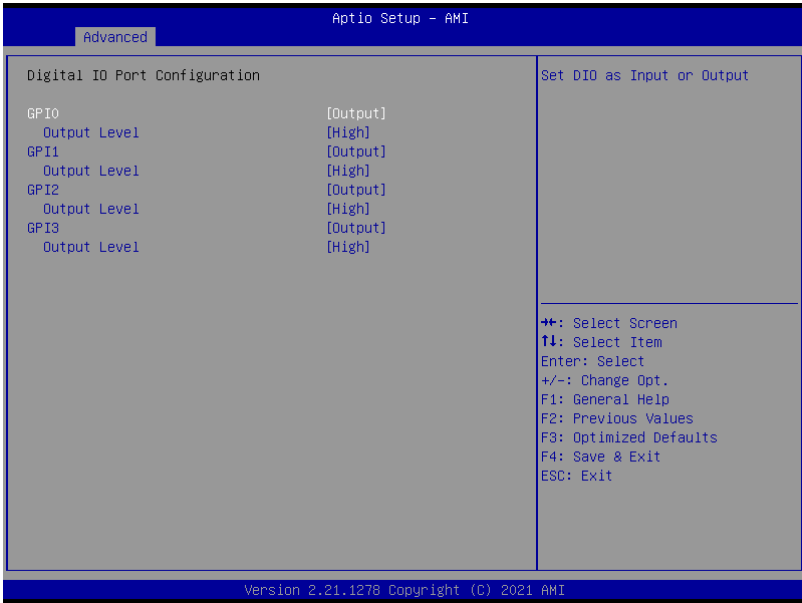 Aptio Setup - AMI
Advanced
Digital IO Port Configuration
GPI0 [Output]
Output Level [High]
GPI1 [Output]
Output Level [High]
GPI2 [Output]
Output Level [High]
GPI3 [Output]
Output Level [High]
Set DIO as Input or Output
→←: Select Screen
↑↓: Select Item
Enter: Select
+/-: Change Opt.
F1: General Help
F2: Previous Values
F3: Optimized Defaults
F4: Save & Exit
ESC: Exit
Version 2.21.1278 Copyright (C) 2021 AMI